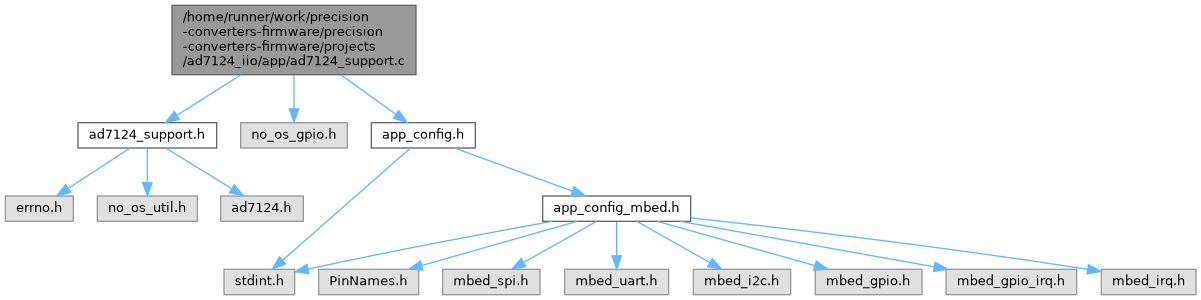 /home/runner/work/precision
-converters-firmware/precision
-converters-firmware/projects
/ad7124_iio/app/ad7124_support.c
ad7124_support.h
no_os_gpio.h
app_config.h
errno.h
no_os_util.h
ad7124.h
app_config_mbed.h
stdint.h
PinNames.h
mbed_spi.h
mbed_uart.h
mbed_i2c.h
mbed_gpio.h
mbed_gpio_irq.h
mbed_irq.h